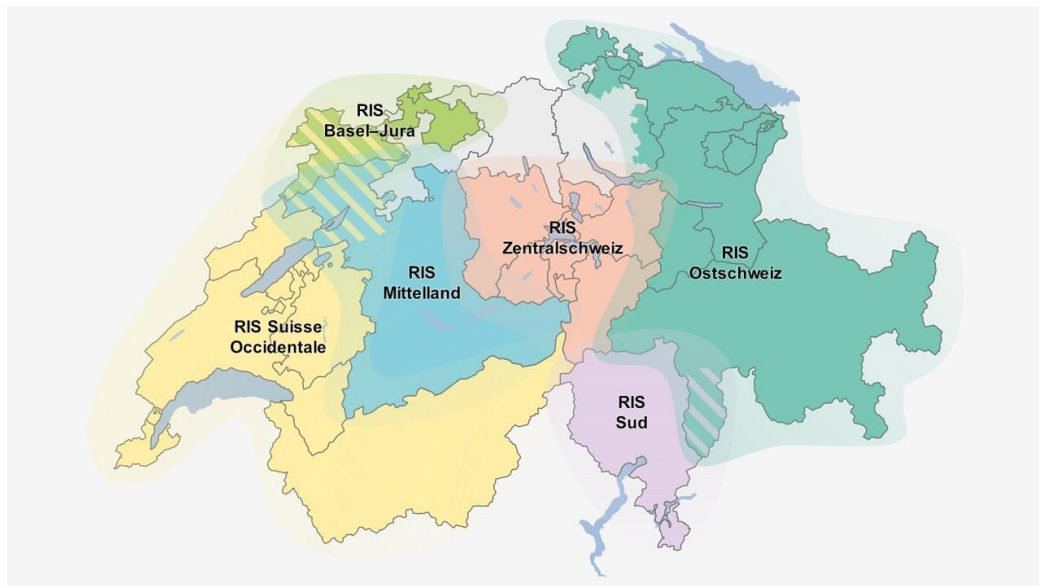 RIS
Basel–Jura
RIS
Zentralschweiz
RIS
Ostschweiz
RIS
Mittelland
RIS Suisse
Occidentale
RIS
Sud